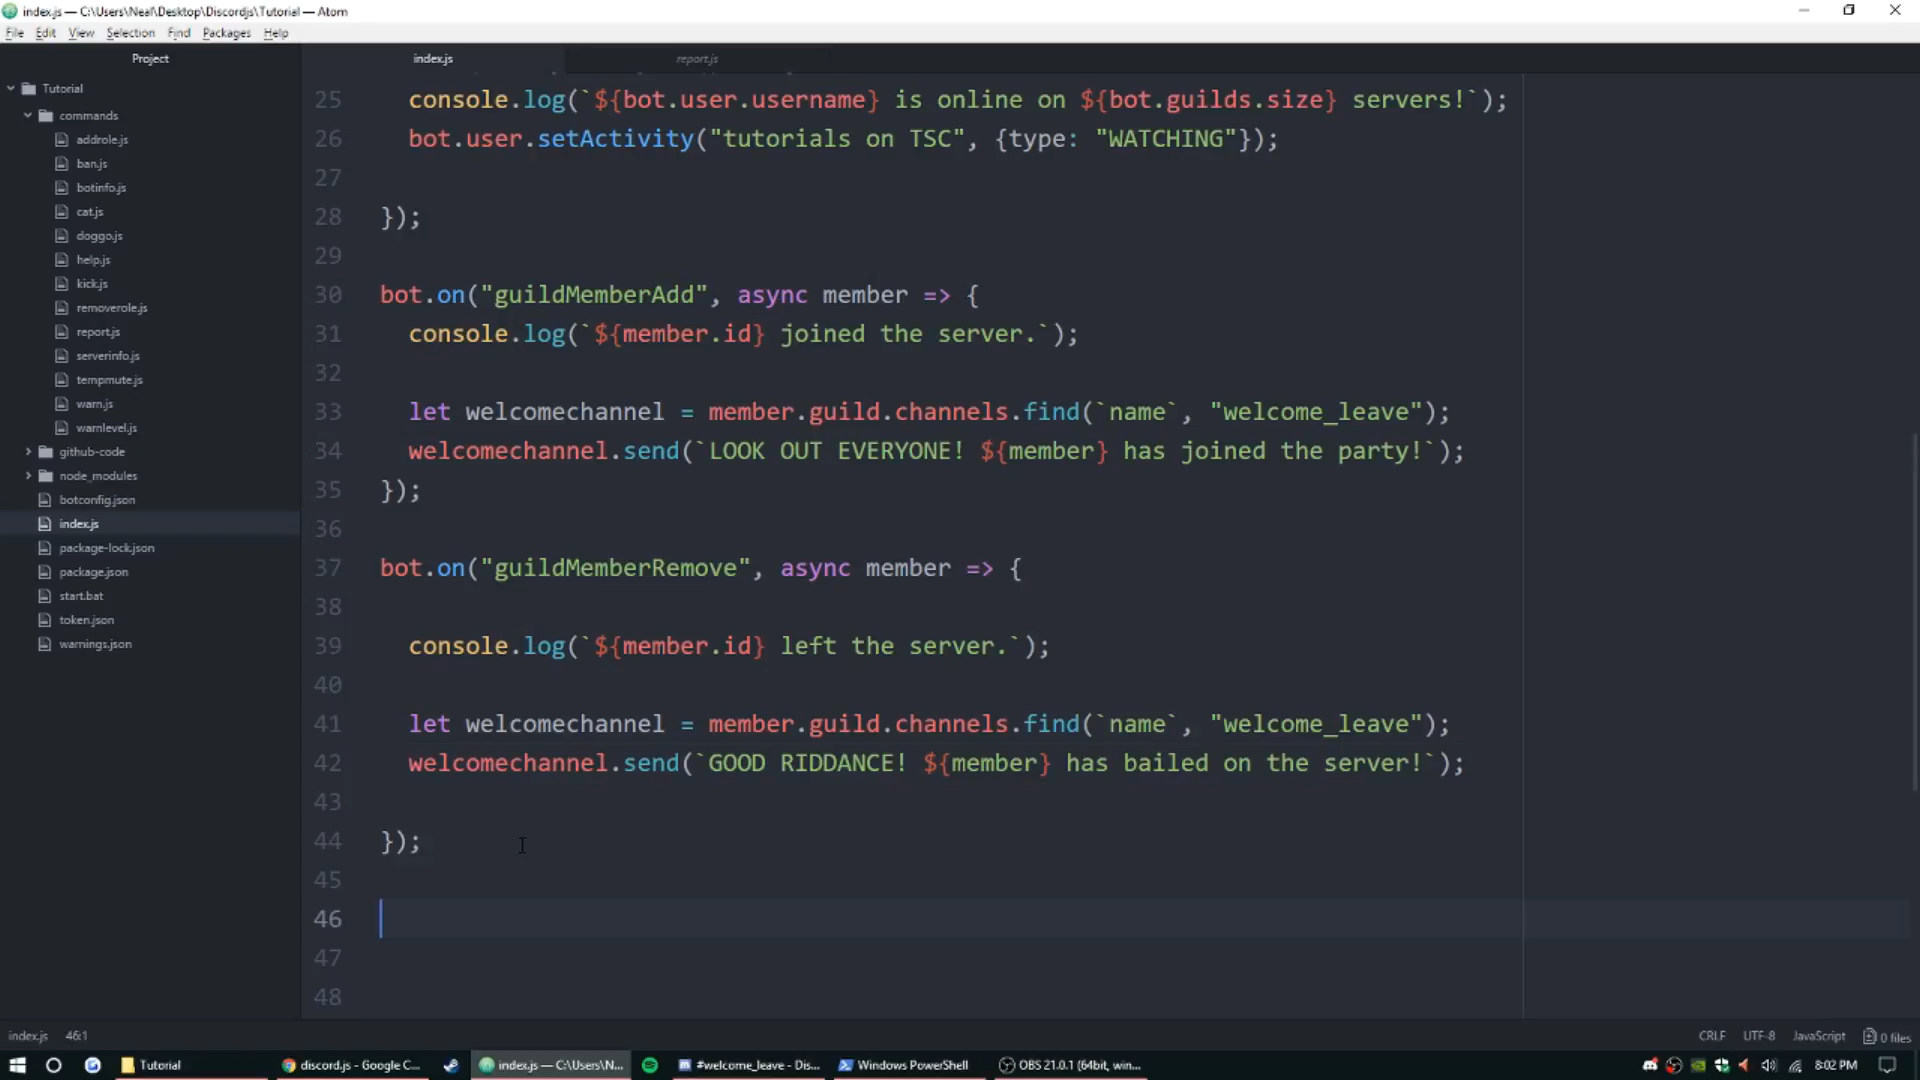 index.js — C:\Users\Neal\Desktop\Discordjs\Tutorial — Atom
File Edit View Selection Find Packages Help
Project
Tutorial
commands
addrole.js
ban.js
botinfo.js
cat.js
doggo.js
help.js
kick.js
removerole.js
report.js
serverinfo.js
tempmute.js
warn.js
warnlevel.js
github-code
node_modules
botconfig.json
index.js
package-lock.json
package.json
start.bat
token.json
warnings.json
index.js report.js
25 console.log(`${bot.user.username} is online on ${bot.guilds.size} servers!`);
26 bot.user.setActivity("tutorials on TSC", {type: "WATCHING"});
27
28 });
29
30 bot.on("guildMemberAdd", async member => {
31 console.log(`${member.id} joined the server.`);
32
33 let welcomechannel = member.guild.channels.find(`name`, "welcome_leave");
34 welcomechannel.send(`LOOK OUT EVERYONE! ${member} has joined the party!`);
35 });
36
37 bot.on("guildMemberRemove", async member => {
38
39 console.log(`${member.id} left the server.`);
40
41 let welcomechannel = member.guild.channels.find(`name`, "welcome_leave");
42 welcomechannel.send(`GOOD RIDDANCE! ${member} has bailed on the server!`);
43
44 });
45
46
47
48
index.js 46:1 CRLF UTF-8 JavaScript 0 files
Tutorial discord.js - Google C... index.js — C:\Users\N... #welcome_leave - Dis... Windows PowerShell OBS 21.0.1 (64bit, win... 8:02 PM